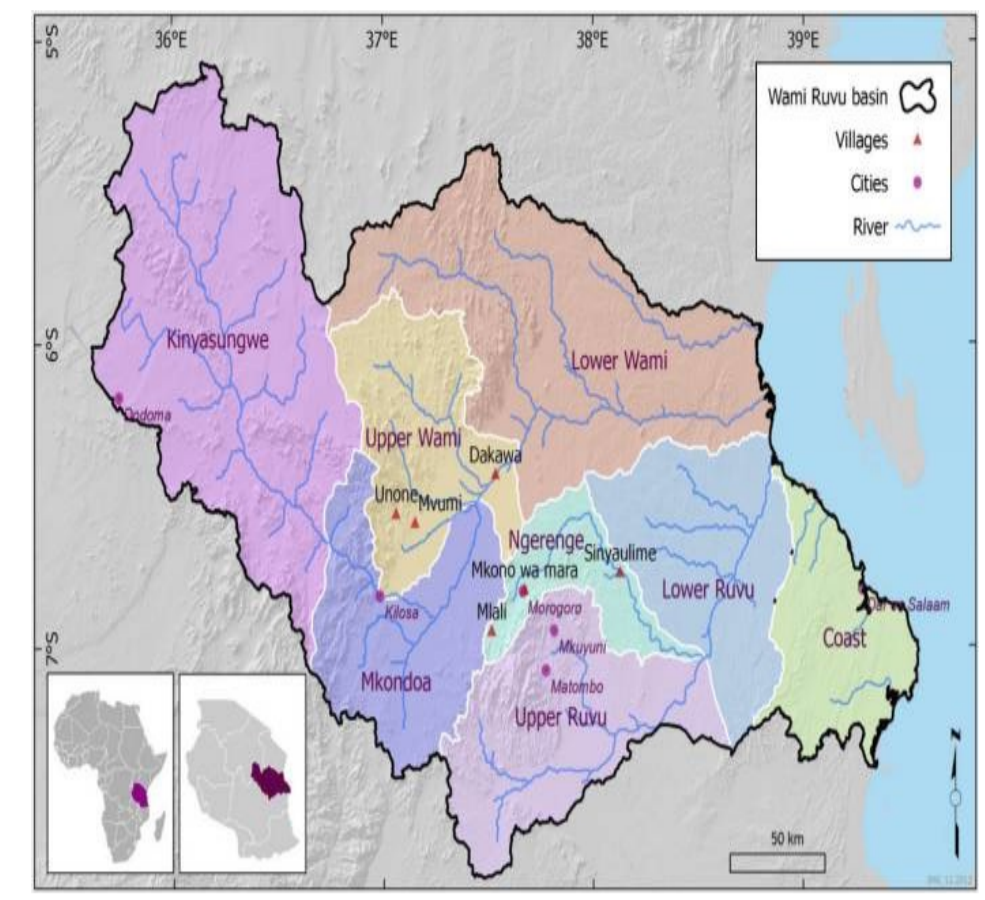 36°E
37°E
38°E
39°E
5°S
6°S
7°S
Wami Ruvu basin
Villages
Cities
River
Kinyasungwe
Lower Wami
Dodoma
Upper Wami
Dakawa
Unone
Mvumi
Ngerenge
Sinyaulime
Mkono wa mara
Lower Ruvu
Kilosa
Morogoro
Mlali
Mkuyuni
Coast
Mkondoa
Matombo
Upper Ruvu
Dar es Salaam
N
50 km